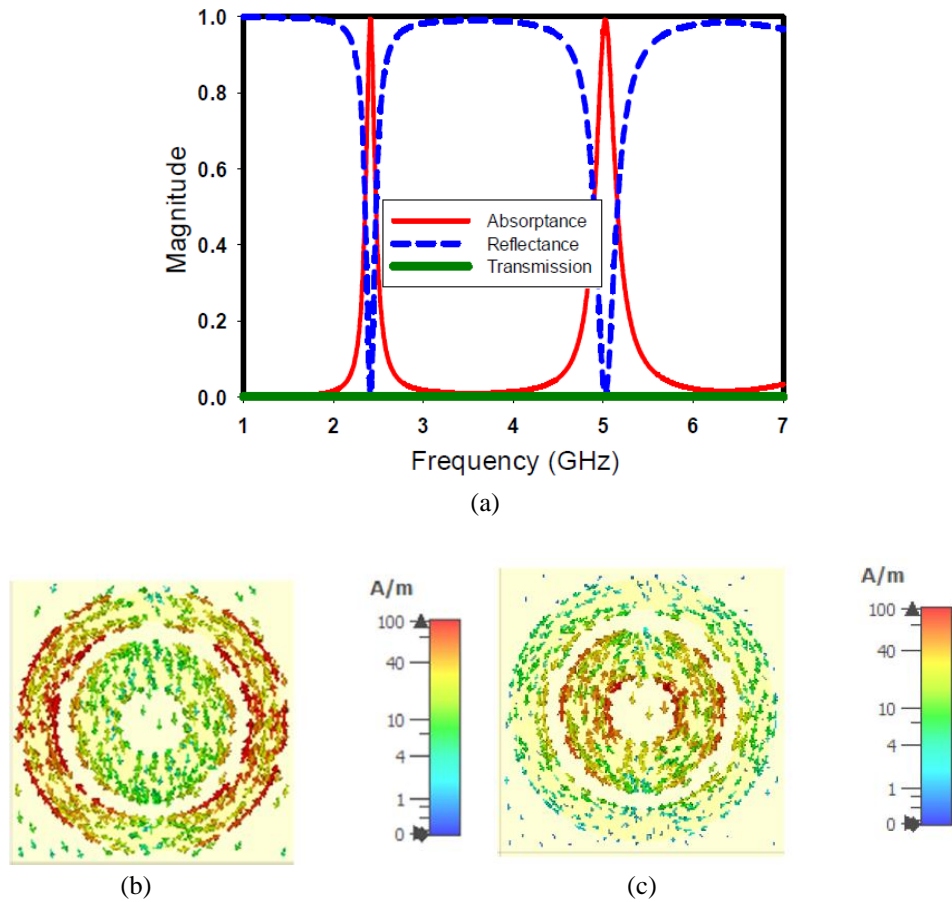 1.0
0.8
0.6
0.4
0.2
0.0
Magnitude
Absorptance
Reflectance
Transmission
1 2 3 4 5 6 7
Frequency (GHz)
(a)
A/m
100
40
10
4
1
0
A/m
100
40
10
4
1
0
(b) (c)